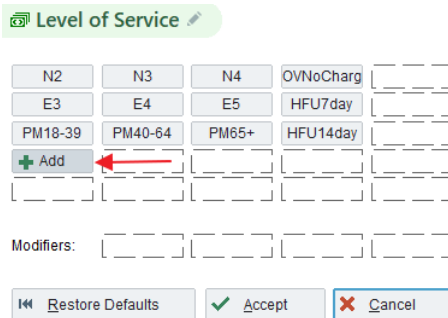 Level of Service
N2 N3 N4 OVNoCharg
E3 E4 E5 HFU7day
PM18-39 PM40-64 PM65+ HFU14day
Add
Modifiers:
Restore Defaults Accept Cancel